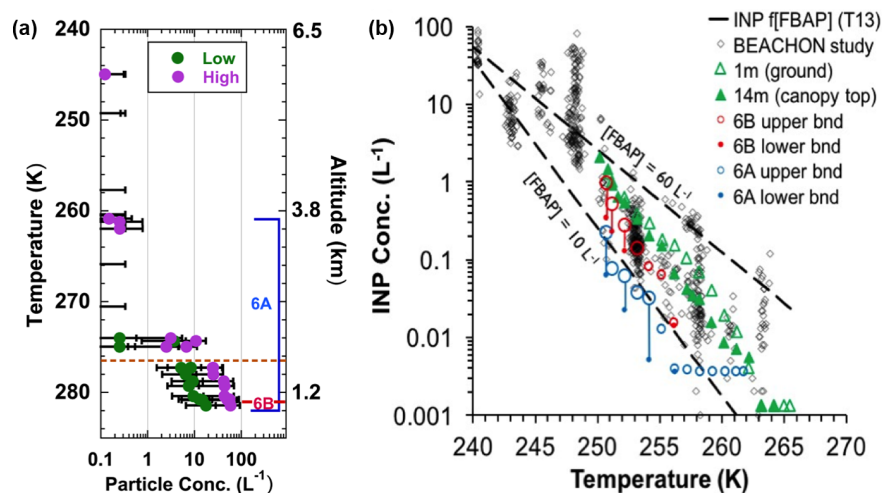 (a)
240
250
260
270
280
Temperature (K)
Low
High
6A
6B
6.5
3.8
1.2
Altitude (km)
0.1 1 10 100
Particle Conc. (L⁻¹)
(b)
100
10
1
0.1
0.01
0.001
INP Conc. (L⁻¹)
[FBAP] = 60 L⁻¹
[FBAP] = 10 L⁻¹
INP f[FBAP] (T13)
BEACHON study
1m (ground)
14m (canopy top)
6B upper bnd
6B lower bnd
6A upper bnd
6A lower bnd
240 245 250 255 260 265 270
Temperature (K)